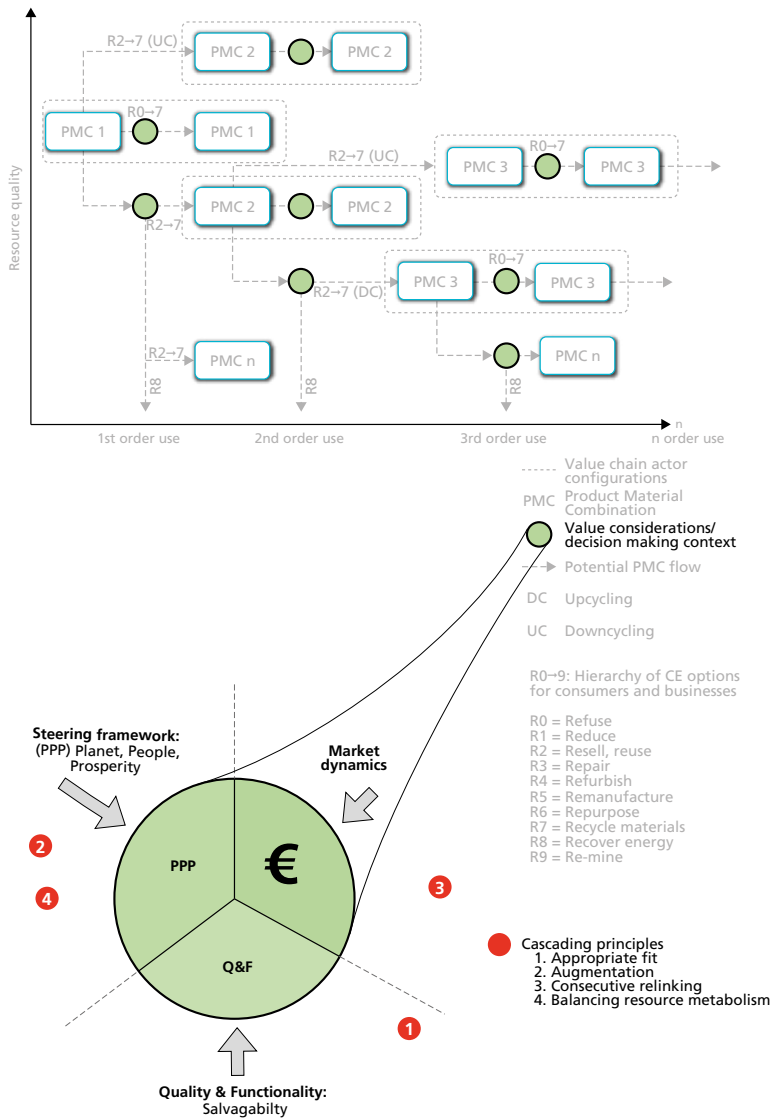 R2→7 (UC)
PMC 2
PMC 2
R0→7
PMC 1
PMC 1
R2→7 (UC)
R0→7
PMC 3
PMC 3
R2→7
PMC 2
PMC 2
R0→7
R2→7 (DC)
PMC 3
PMC 3
R2→7
PMC n
PMC n
R8
R8
R8
Resource quality
n
1st order use
2nd order use
3rd order use
n order use
Value chain actor
configurations
PMC Product Material
Combination
Value considerations/
decision making context
Potential PMC flow
DC Upcycling
UC Downcycling
R0→9: Hierarchy of CE options
for consumers and businesses
R0 = Refuse
R1 = Reduce
R2 = Resell, reuse
R3 = Repair
R4 = Refurbish
R5 = Remanufacture
R6 = Repurpose
R7 = Recycle materials
R8 = Recover energy
R9 = Re-mine
Steering framework:
(PPP) Planet, People,
Prosperity
Market
dynamics
2
4
PPP
€
3
Q&F
1
Cascading principles
1. Appropriate fit
2. Augmentation
3. Consecutive relinking
4. Balancing resource metabolism
Quality & Functionality:
Salvagabilty